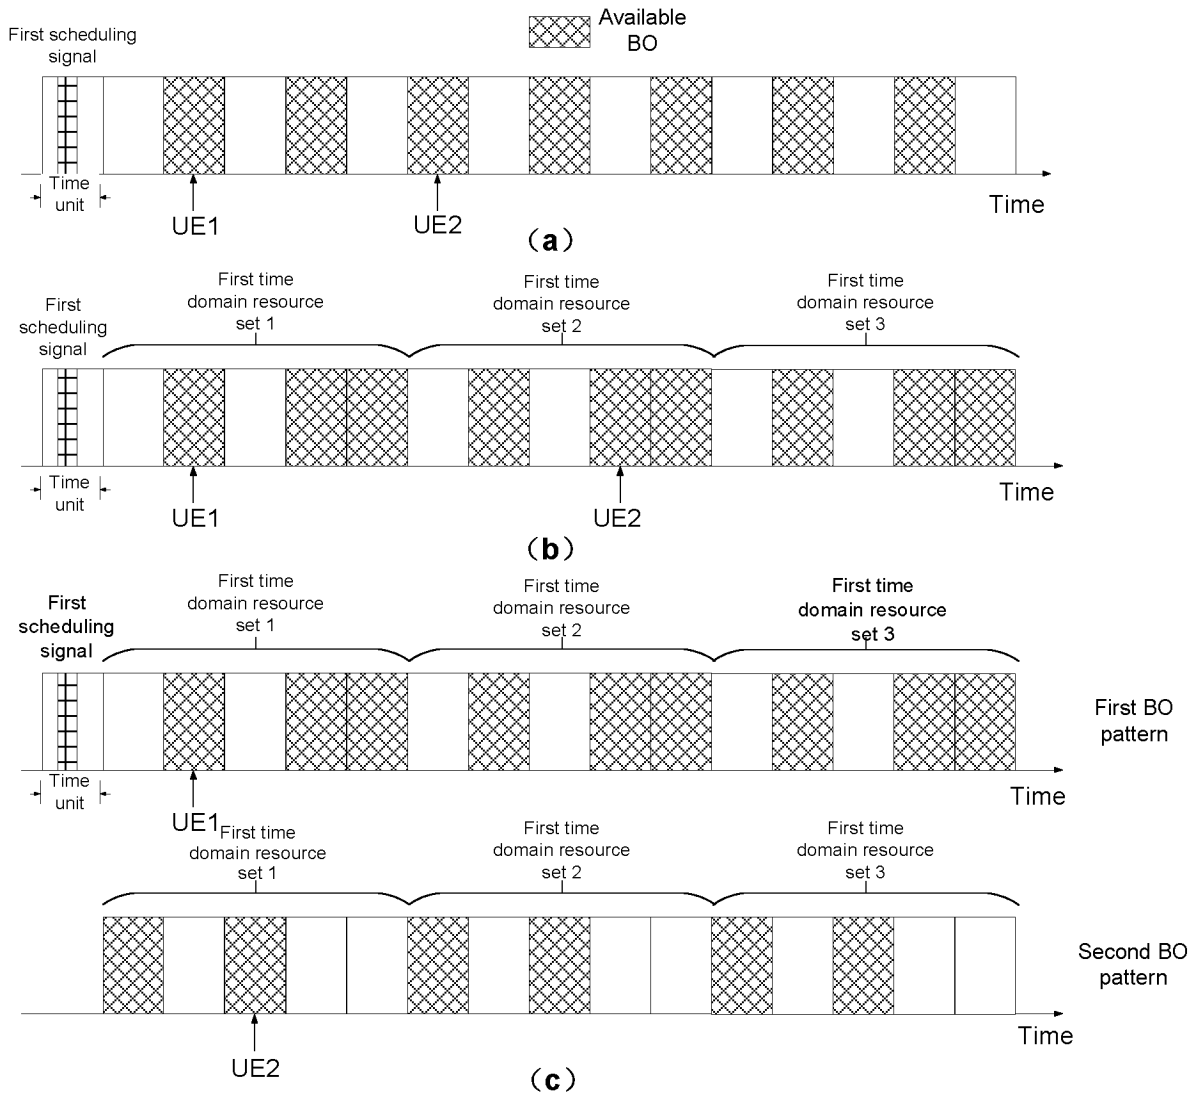 Available
BO
First scheduling
signal
Time
unit
UE1
UE2
Time
(a)
First time
domain resource
set 1
First time
domain resource
set 2
First time
domain resource
set 3
First
scheduling
signal
Time
unit
UE1
UE2
Time
(b)
First time
domain resource
set 1
First time
domain resource
set 2
First time
domain resource
set 3
First
scheduling
signal
First BO
pattern
Time
unit
UE1
Time
First time
domain resource
set 1
First time
domain resource
set 2
First time
domain resource
set 3
Second BO
pattern
Time
UE2
(c)